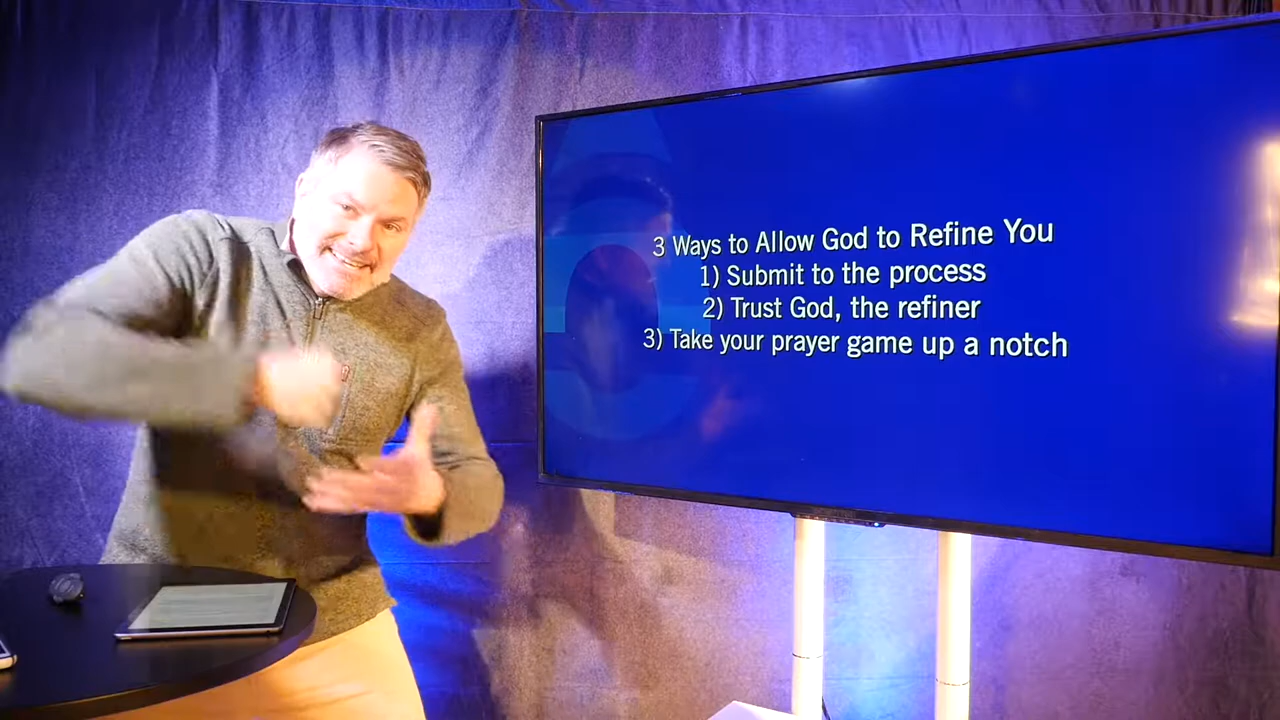 3 Ways to Allow God to Refine You
1) Submit to the process
2) Trust God, the refiner
3) Take your prayer game up a notch